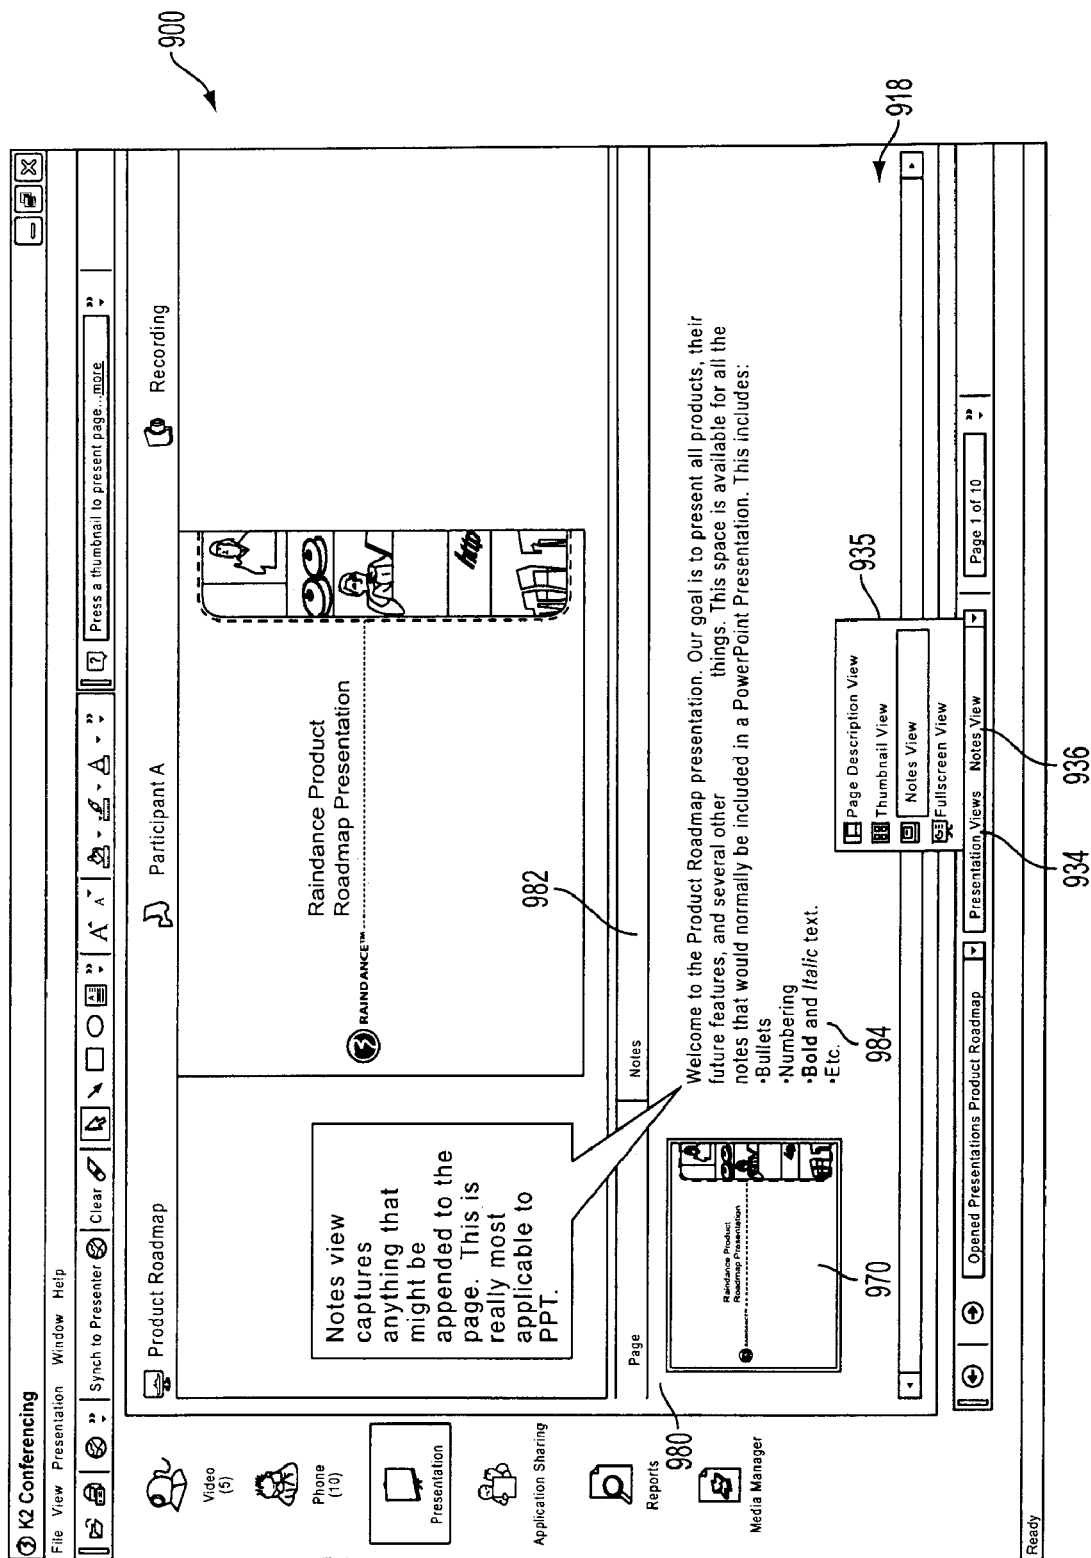 900
K2 Conferencing
File View Presentation Window Help
Synch to Presenter Clear A A A
Press a thumbnail to present page...more
Product Roadmap
Participant A
Recording
Video
(5)
Phone
(10)
Presentation
Application Sharing
Reports
Media Manager
Raindance Product
Roadmap Presentation
RAINDANCE™
http
Notes view
captures
anything that
might be
appended to the
page. This is
really most
applicable to
PPT.
982
Page
Notes
918
980
Raindance Product
Roadmap Presentation
970
Welcome to the Product Roadmap presentation. Our goal is to present all products, their
future features, and several other things. This space is available for all the
notes that would normally be included in a PowerPoint Presentation. This includes:
•Bullets
•Numbering
•Bold and Italic text.
•Etc.
984
935
Page Description View
Thumbnail View
Notes View
Fullscreen View
Opened Presentations Product Roadmap
Presentation Views Notes View
Page 1 of 10
934
936
Ready